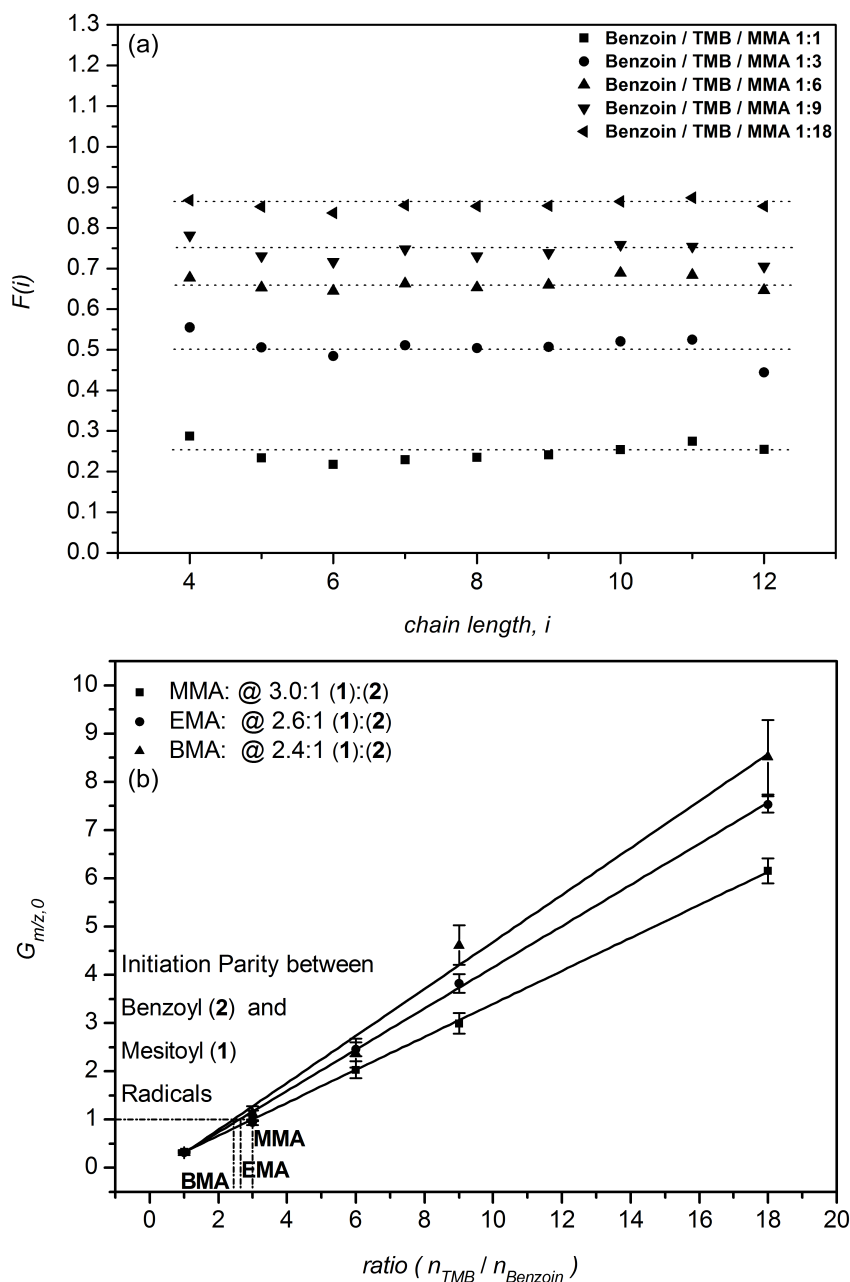 (a)
Benzoin / TMB / MMA 1:1
Benzoin / TMB / MMA 1:3
Benzoin / TMB / MMA 1:6
Benzoin / TMB / MMA 1:9
Benzoin / TMB / MMA 1:18
1.3
1.2
1.1
1.0
0.9
0.8
0.7
0.6
0.5
0.4
0.3
0.2
0.1
0.0
F(i)
4 6 8 10 12
chain length, i
MMA: @ 3.0:1 (1):(2)
EMA: @ 2.6:1 (1):(2)
BMA: @ 2.4:1 (1):(2)
(b)
10
9
8
7
6
5
4
3
2
1
0
G m/z,0
Initiation Parity between
Benzoyl (2) and
Mesitoyl (1)
Radicals
MMA
EMA
BMA
0 2 4 6 8 10 12 14 16 18 20
ratio ( n TMB / n Benzoin )